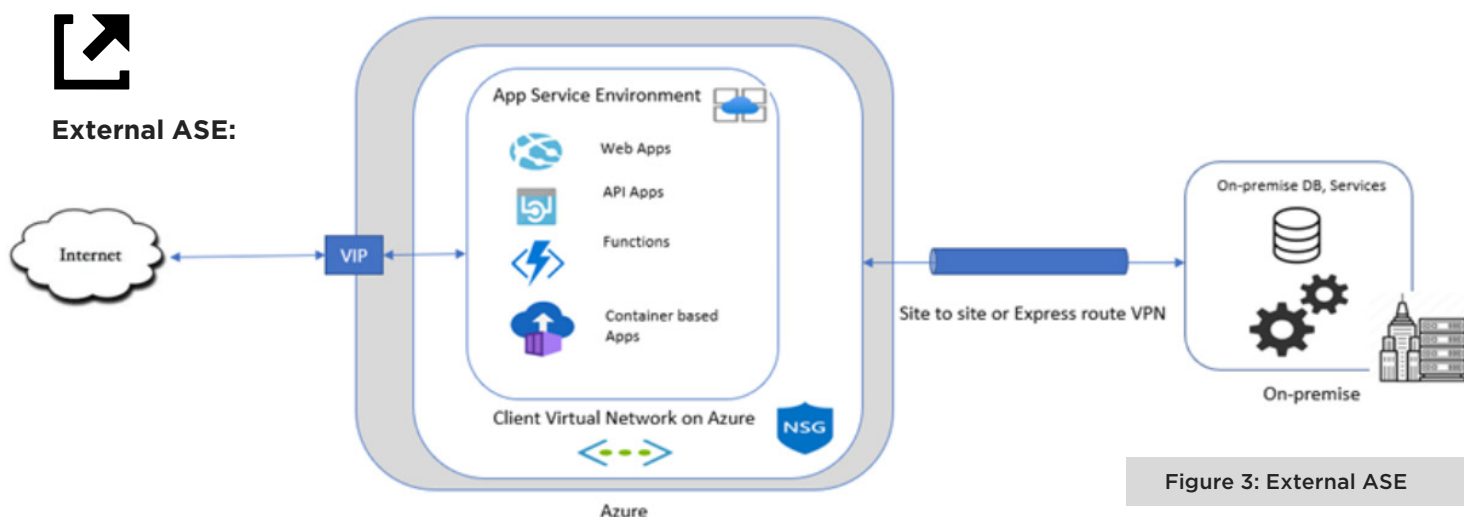 External ASE:
Internet
VIP
App Service Environment
Web Apps
API Apps
Functions
Container based
Apps
Client Virtual Network on Azure
NSG
Azure
Site to site or Express route VPN
On-premise DB, Services
On-premise
Figure 3: External ASE